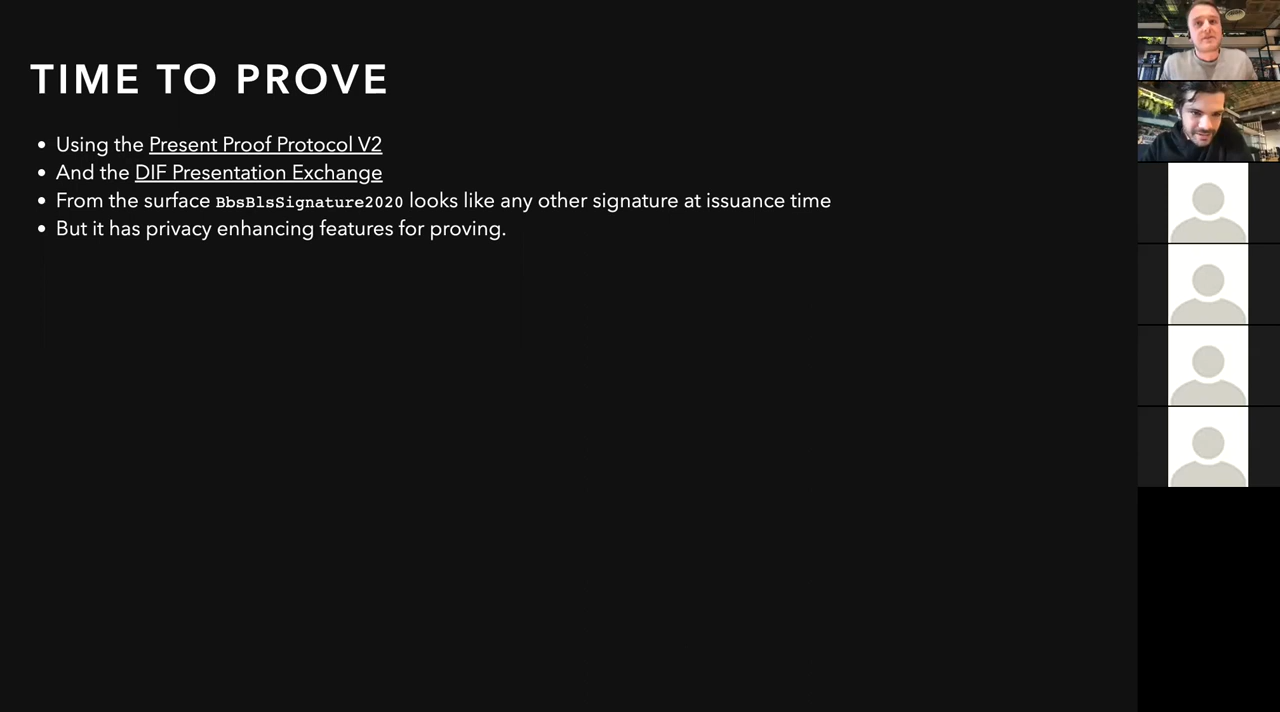 TIME TO PROVE
• Using the Present Proof Protocol V2
• And the DIF Presentation Exchange
• From the surface BbsBlsSignature2020 looks like any other signature at issuance time
• But it has privacy enhancing features for proving.